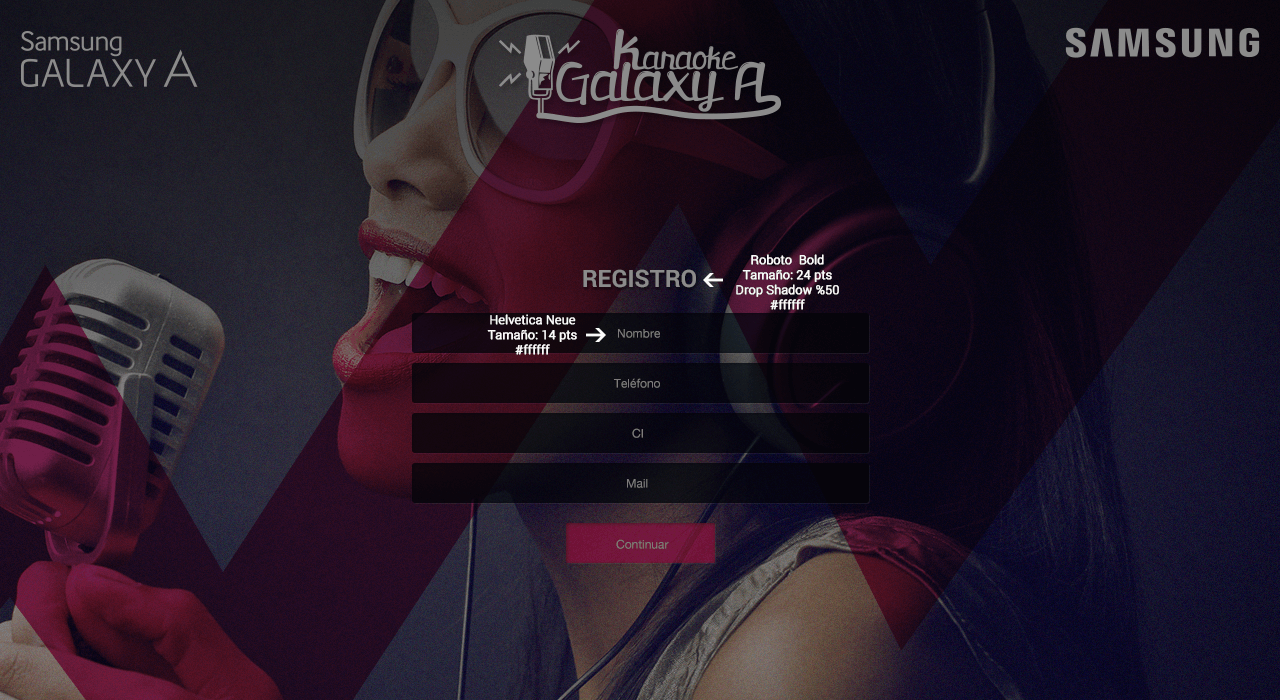 Samsung
GALAXY A
Karaoke
Galaxy A
SAMSUNG
REGISTRO
Roboto Bold
Tamaño: 24 pts
Drop Shadow %50
#ffffff
Helvetica Neue
Tamaño: 14 pts
#ffffff
Nombre
Teléfono
CI
Mail
Continuar